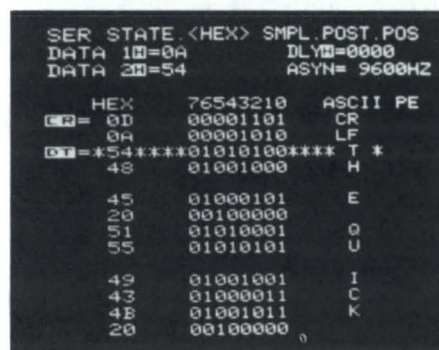 SER STATE.<HEX> SMPL.POST.POS
DATA 1H=0A DLYH=0000
DATA 2H=54 ASYN= 9600HZ
HEX 76543210 ASCII PE
CR= 0D 00001101 CR
0A 00001010 LF
DT=*54****01010100**** T *
48 01001000 H
45 01000101 E
20 00100000
51 01010001 Q
55 01010101 U
49 01001001 I
43 01000011 C
4B 01001011 K
20 00100000